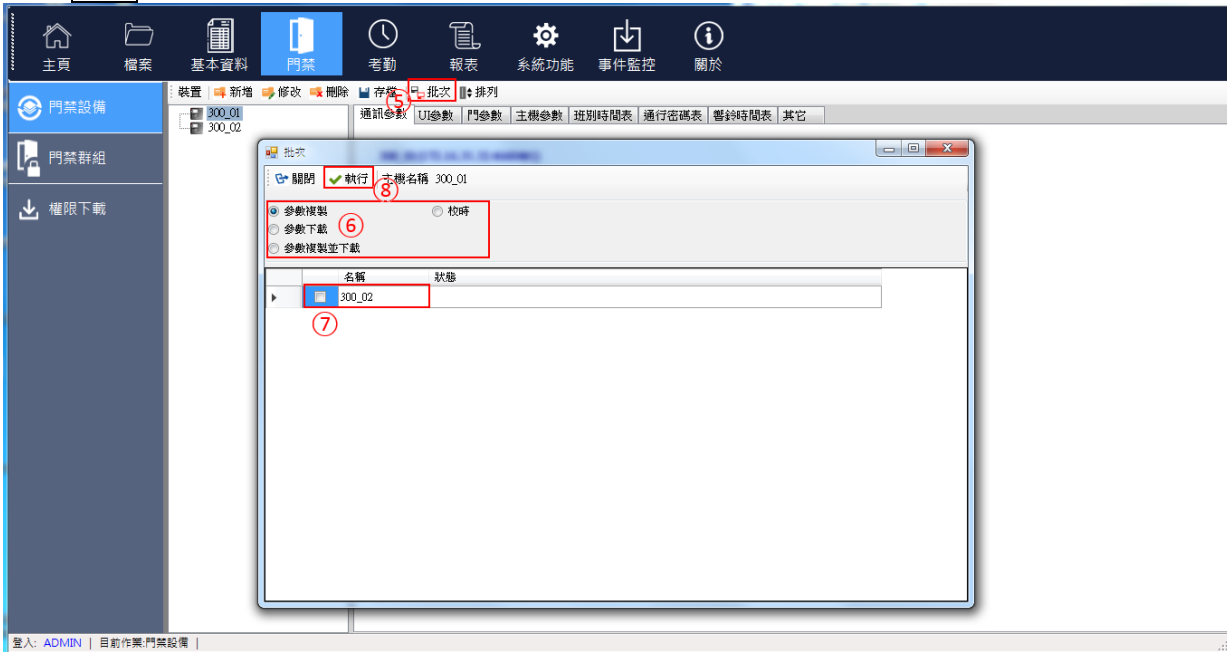 主頁 檔案 基本資料 門禁 考勤 報表 系統功能 事件監控 關於
門禁設備
門禁群組
權限下載
裝置 新增 修改 刪除 存檔 批次 排列
⑤
300_01
300_02
通訊參數 UI參數 門參數 主機參數 班別時間表 通行密碼表 響鈴時間表 其它
批次
關閉 執行 主機名稱 300_01
⑧
參數複製 校時
參數下載
參數複製並下載
⑥
名稱 狀態
300_02
⑦
登入: ADMIN | 目前作業:門禁設備 |